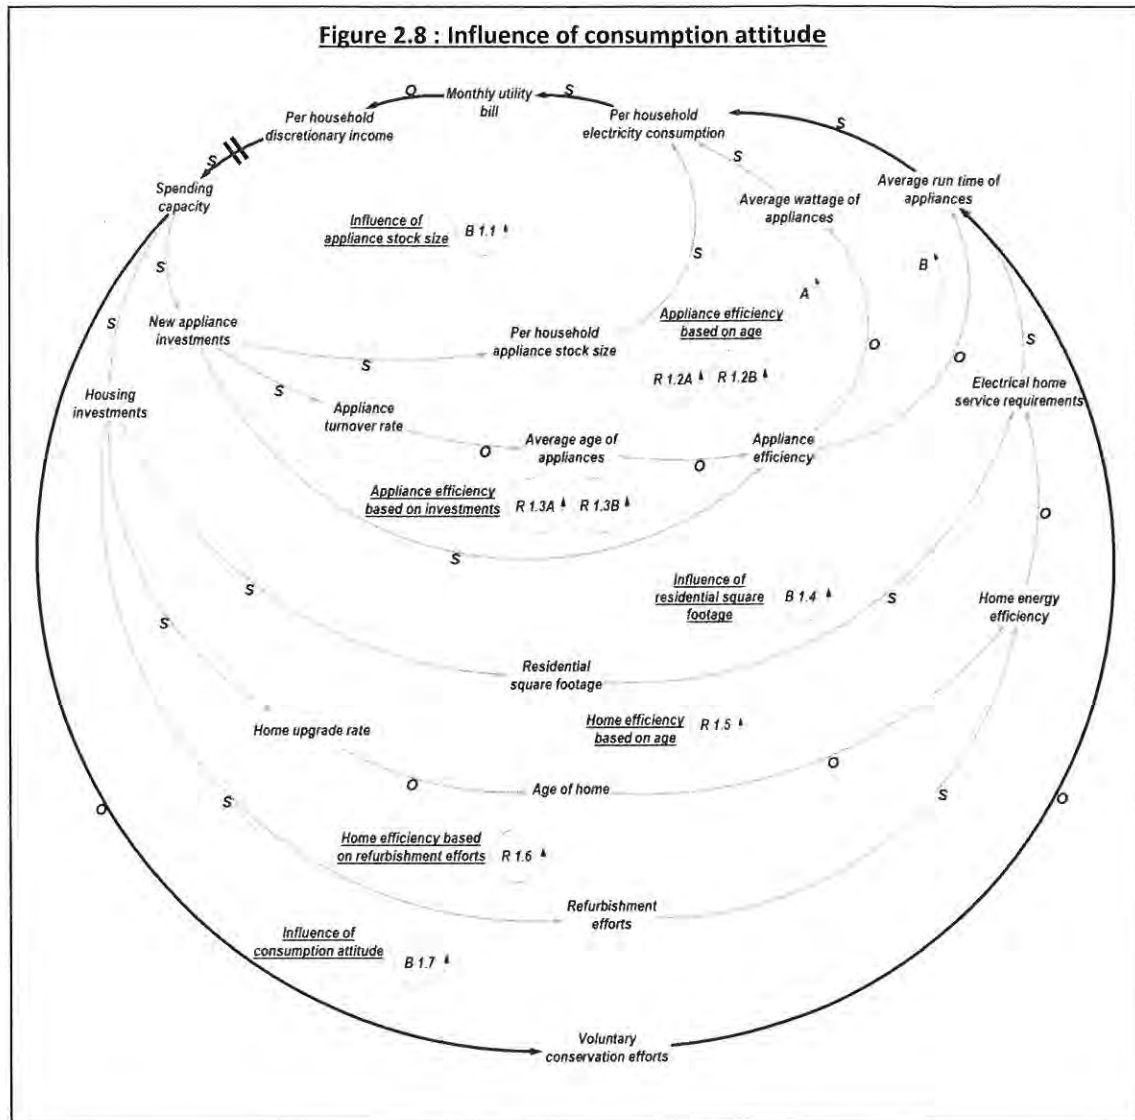 Figure 2.8 : Influence of consumption attitude
O
Monthly utility
bill
S
Per household
discretionary income
Per household
electricity consumption
S
S
S
Spending
capacity
Average wattage of
appliances
Average run time of
appliances
Influence of
appliance stock size
B 1.1
S
S
B
A
S
New appliance
investments
Per household
appliance stock size
Appliance efficiency
based on age
S
S
O
O
R 1.2A
R 1.2B
Housing
investments
S
Electrical home
service requirements
Appliance
turnover rate
O
Average age of
appliances
O
Appliance
efficiency
Appliance efficiency
based on investments
R 1.3A
R 1.3B
O
S
Influence of
residential square
footage
B 1.4
S
S
Home energy
efficiency
S
Residential
square footage
Home upgrade rate
Home efficiency
based on age
R 1.5
O
O
Age of home
S
S
O
O
Home efficiency based
on refurbishment efforts
R 1.6
Refurbishment
efforts
Influence of
consumption attitude
B 1.7
Voluntary
conservation efforts